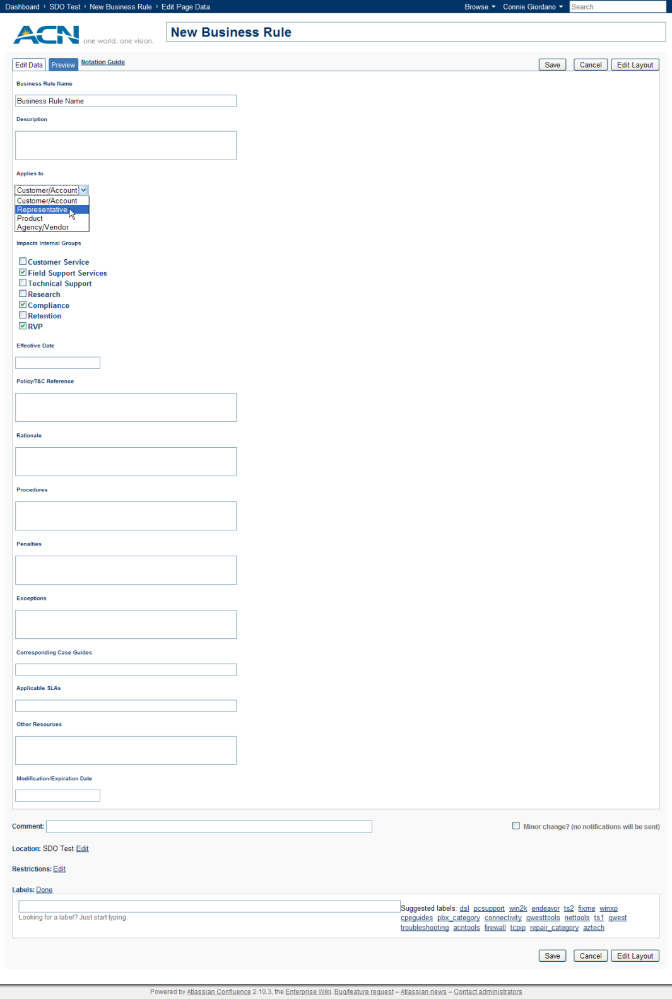 Dashboard › SDO Test › New Business Rule › Edit Page Data Browse Connie Giordano Search
ACN one world. one vision.
New Business Rule
Edit Data Preview Notation Guide Save Cancel Edit Layout
Business Rule Name
Business Rule Name
Description
Applies to
Customer/Account
Customer/Account
Representative
Product
Agency/Vendor
Impacts Internal Groups
Customer Service
Field Support Services
Technical Support
Research
Compliance
Retention
RVP
Effective Date
Policy/T&C Reference
Rationale
Procedures
Penalties
Exceptions
Corresponding Case Guides
Applicable SLAs
Other Resources
Modification/Expiration Date
Comment: Minor change? (no notifications will be sent)
Location: SDO Test Edit
Restrictions: Edit
Labels: Done
Looking for a label? Just start typing.
Suggested labels: dsl pcsupport win2k endeavor ts2 fixme winxp
cpeguides pbx_category connectivity qwesttools nettools ts1 qwest
troubleshooting acntools firewall tcpip repair_category aztech
Save Cancel Edit Layout
Powered by Atlassian Confluence 2.10.3, the Enterprise Wiki. Bug/feature request – Atlassian news – Contact administrators